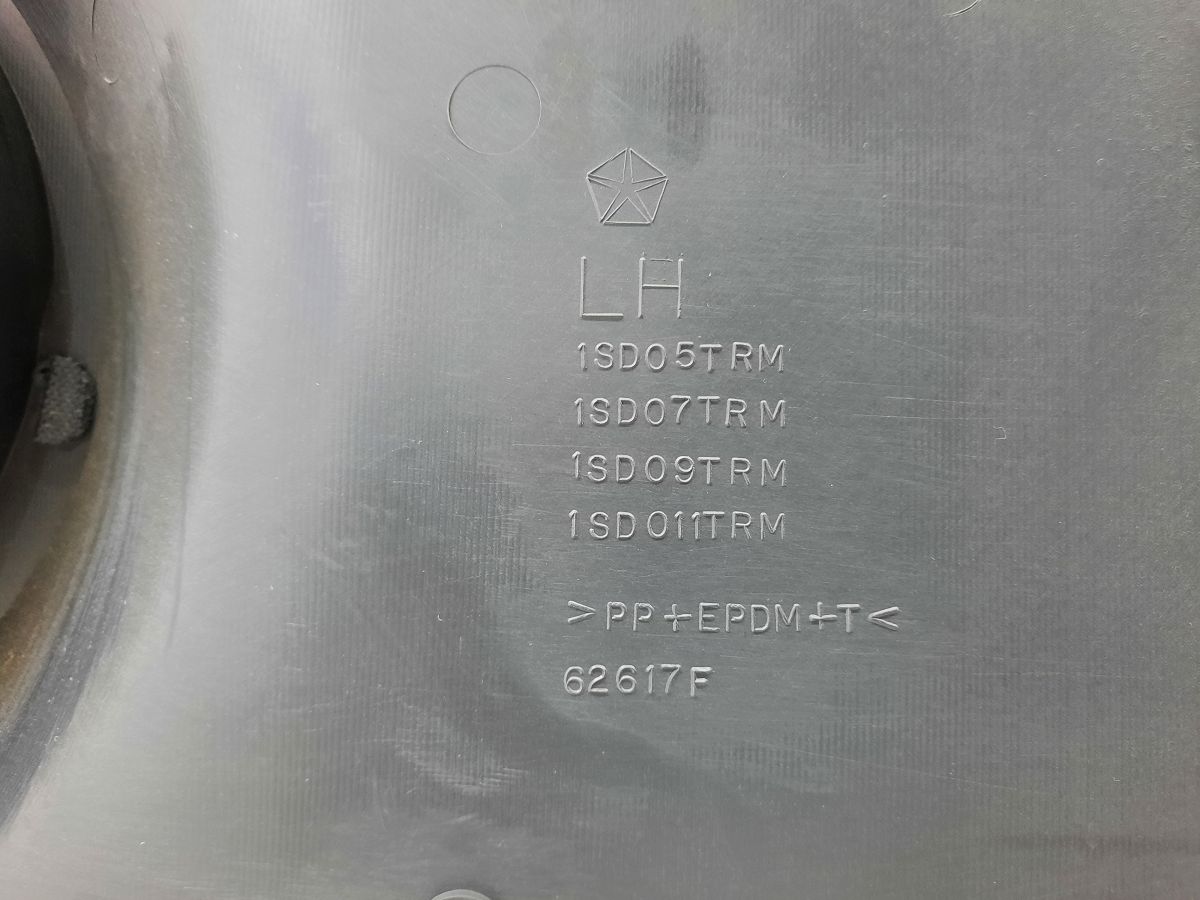 LH
1SD05TRM
1SD07TRM
1SD09TRM
1SD011TRM
>PP+EPDM+T<
62617F